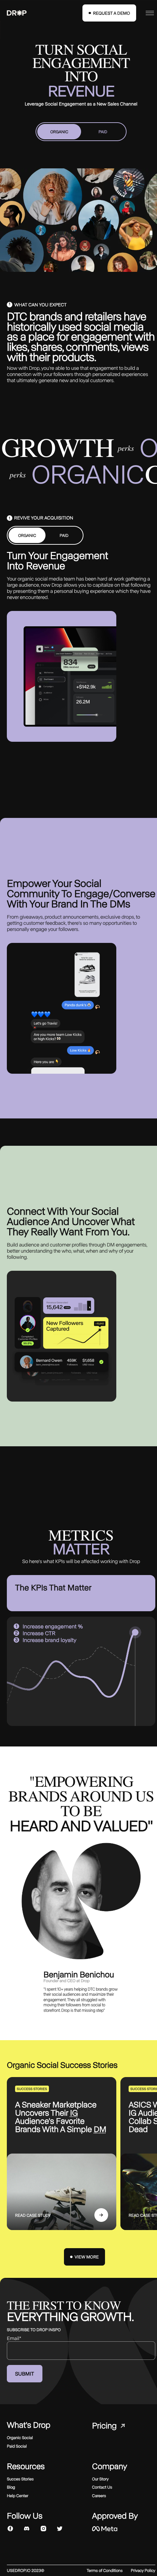 DROP
REQUEST A DEMO
TURN SOCIAL
ENGAGEMENT
INTO
REVENUE
Leverage Social Engagement as a New Sales Channel
ORGANIC
PAID
WHAT CAN YOU EXPECT
DTC brands and retailers have
historically used social media
as a place for engagement with
likes, shares, comments, views
with their products.
Now with Drop, you're able to use that engagement to build a
custom list of your followers through personalized experiences
that ultimately generate new and loyal customers.
GROWTH perks O
perks ORGANIC
REVIVE YOUR ACQUISITION
ORGANIC
PAID
Turn Your Engagement
Into Revenue
Your organic social media team has been hard at work gathering a
robust audience, now Drop allows you to capitalize on that following
by presenting them a personal buying experience which they have
never encountered.
834
+$142.9k
26.2M
Empower Your Social
Community To Engage/Converse
With Your Brand In The DMs
From giveaways, product announcements, exclusive drops, to
getting customer feedback, there's so many opportunities to
personally engage your followers.
Let's go Travis!
Are you more team Low Kicks
or High Kicks? 👀
Here you are
Connect With Your Social
Audience And Uncover What
They Really Want From You.
Build audience and customer profiles through DM engagements,
better understanding the who, what, when and why of your
following.
15,642
New Followers
Captured
Bernard Owen
METRICS
MATTER
So here's what KPIs will be affected working with Drop
The KPIs That Matter
1 Increase engagement %
2 Increase CTR
3 Increase brand loyalty
"EMPOWERING
BRANDS AROUND US
TO BE
HEARD AND VALUED"
Benjamin Benichou
Founder and CEO at Drop
"I spent 10+ years helping DTC brands grow
their social audiences and maximize their
engagement. They all struggled with
moving their followers from social to
storefront. Drop is that missing step"
Organic Social Success Stories
SUCCESS STORIES
A Sneaker Marketplace
Uncovers Their IG
Audience's Favorite
Brands With A Simple DM
READ CASE STUDY
SUCCESS STORI
ASICS W
IG Audie
Collab S
Dead
READ CASE ST
VIEW MORE
THE FIRST TO KNOW
EVERYTHING GROWTH.
SUBSCRIBE TO DROP INSPO
Email*
SUBMIT
What's Drop
Pricing
Organic Social
Paid Social
Resources
Company
Success Stories
Our Story
Blog
Contact Us
Help Center
Careers
Follow Us
Approved By
Meta
USEDROP.IO 2023©
Terms of Conditions
Privacy Policy